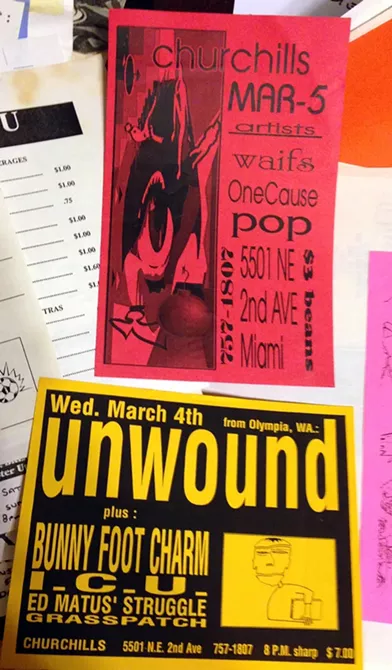 churchills
MAR-5
artists
waifs
OneCause
pop
5501 NE
2nd AVE
Miami
757-1807
$3 beans
U
ERAGES
$1.00
$1.00
.75
$1.00
$1.00
$1.00
TRAS
Wed. March 4th
from Olympia, WA.:
unwound
plus :
BUNNY FOOT CHARM
I.C.U.
ED MATUS' STRUGGLE
GRASSPATCH
CHURCHILLS 5501 N.E. 2nd Ave 757-1807 8 P.M. sharp $ 7.00